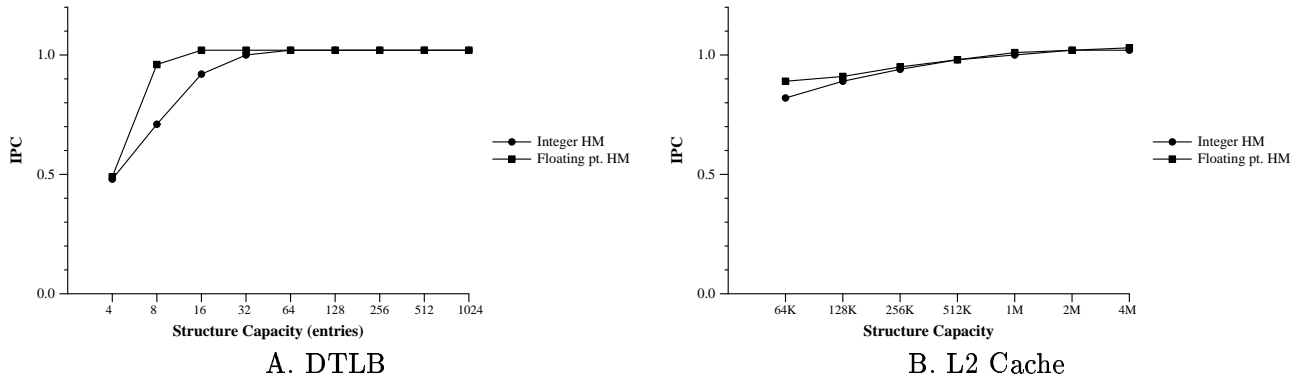 1.0
0.5
0.0
IPC
4 8 16 32 64 128 256 512 1024
Structure Capacity (entries)
Integer HM
Floating pt. HM
A. DTLB
1.0
0.5
0.0
IPC
64K 128K 256K 512K 1M 2M 4M
Structure Capacity
Integer HM
Floating pt. HM
B. L2 Cache